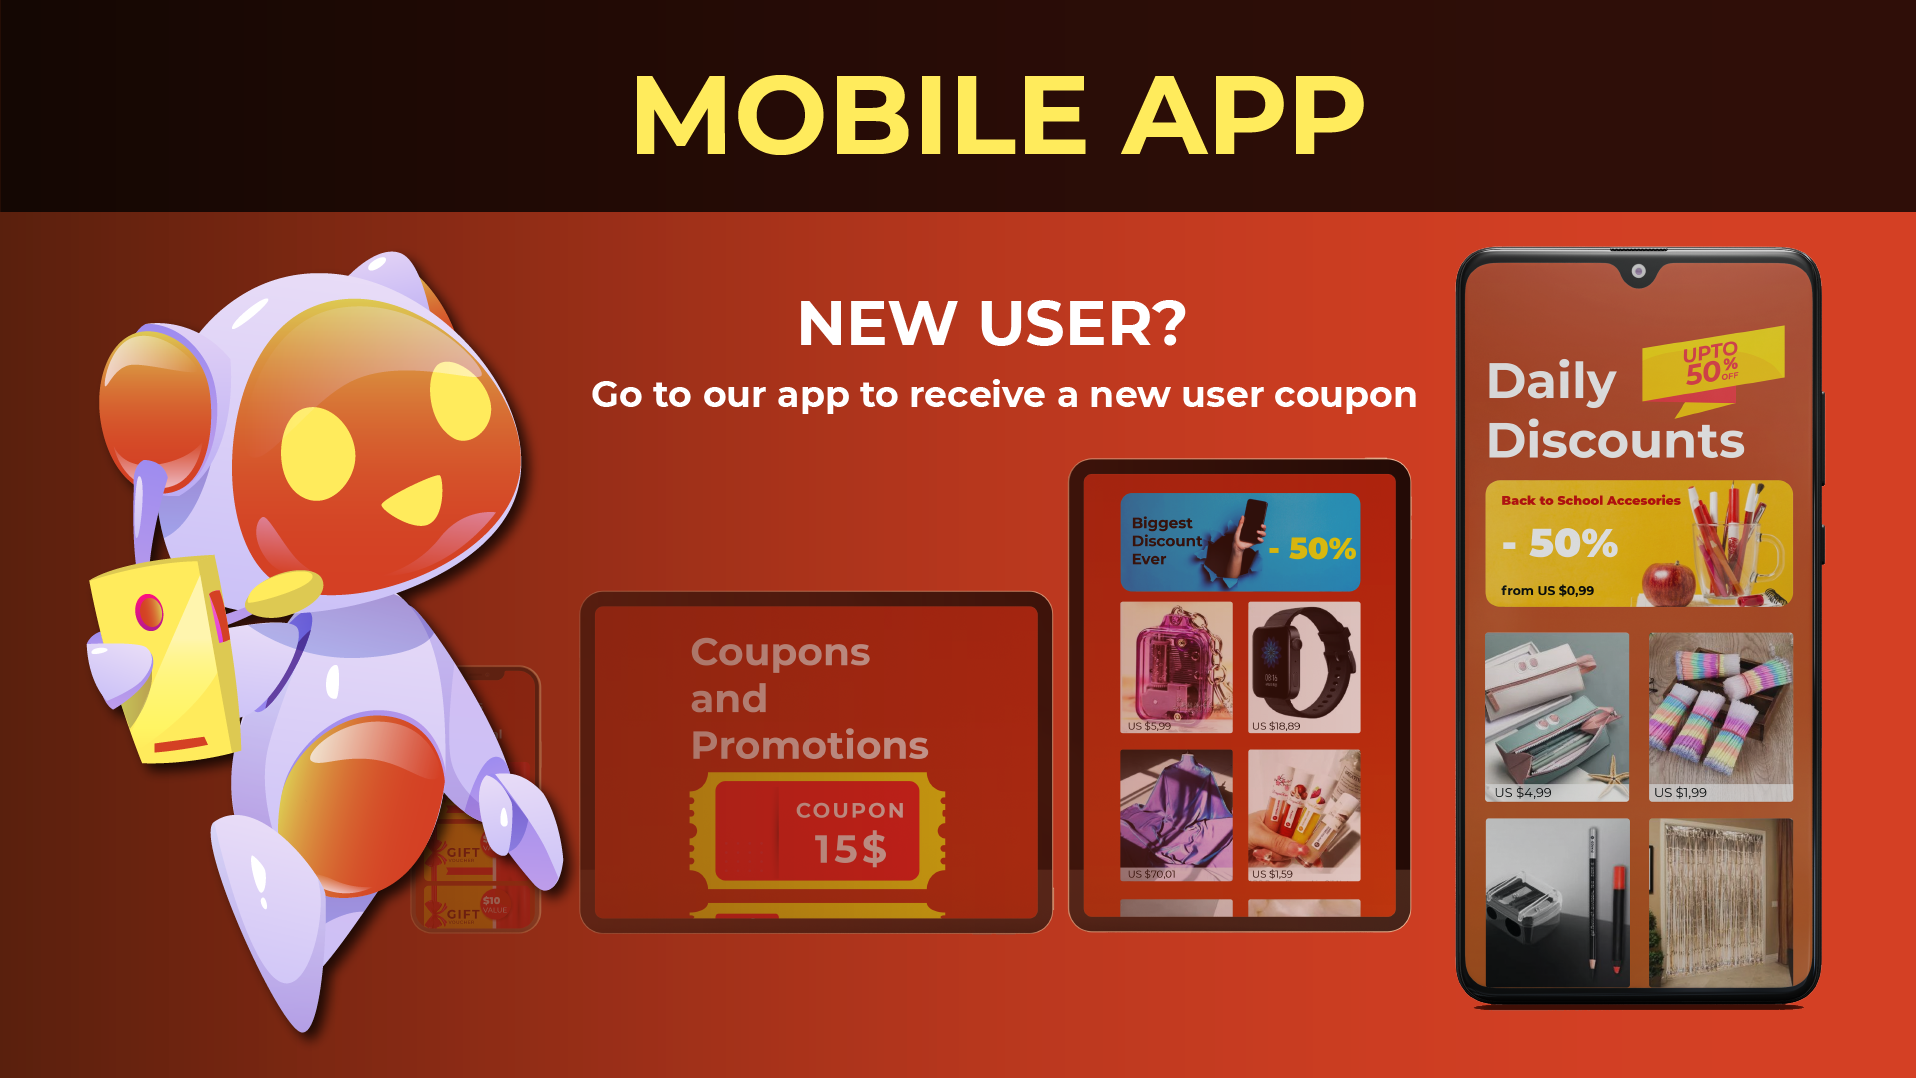 MOBILE APP
NEW USER?
Go to our app to receive a new user coupon
GIFT
GIFT
$10
VALUE
Coupons
and
Promotions
COUPON
15$
Biggest
Discount
Ever
- 50%
US $5,99
08:16
US $18,89
US $70,01
US $1,59
Daily
Discounts
UPTO
50%
OFF
Back to School Accesories
- 50%
from US $0,99
US $4,99
US $1,99